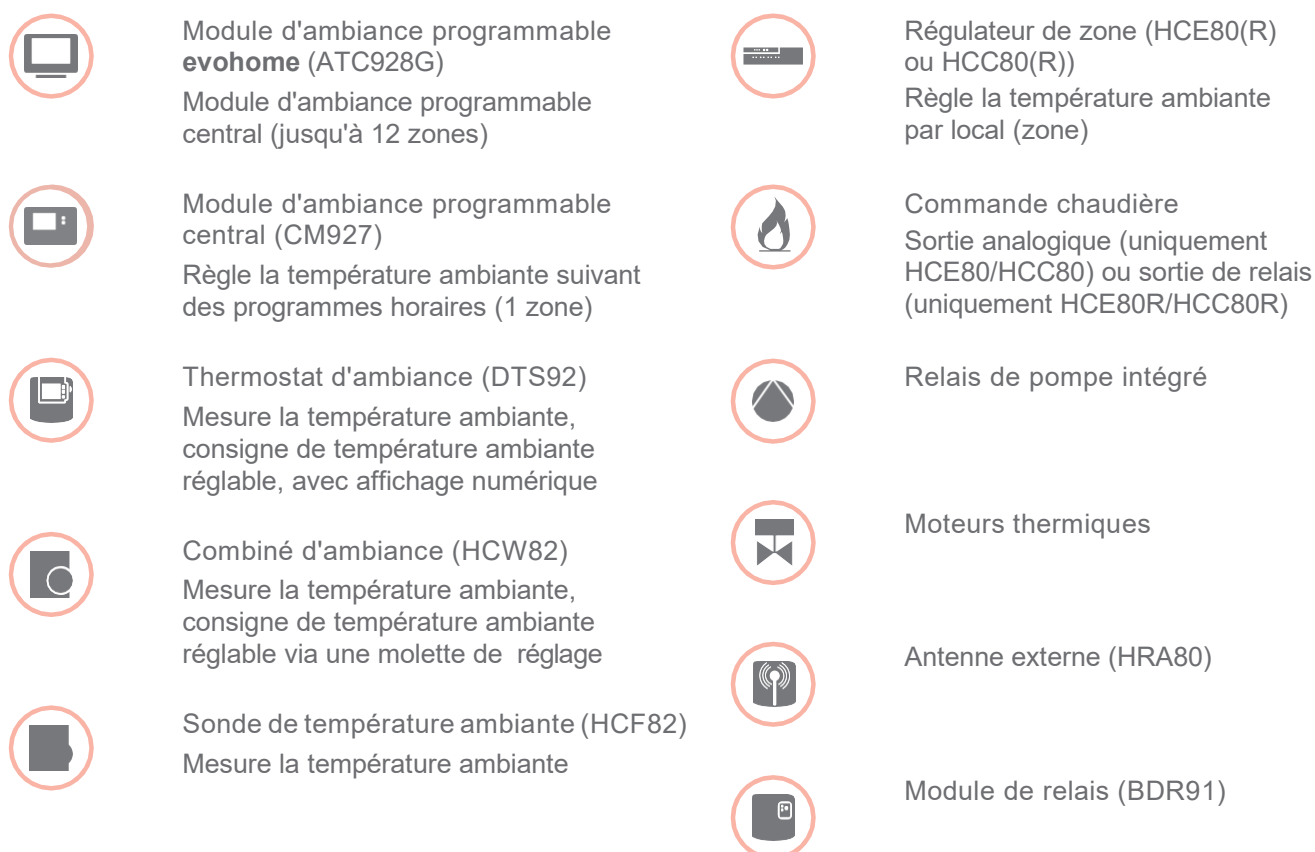 Module d'ambiance programmable
evohome (ATC928G)
Module d'ambiance programmable
central (jusqu'à 12 zones)
Module d'ambiance programmable
central (CM927)
Règle la température ambiante suivant
des programmes horaires (1 zone)
Thermostat d'ambiance (DTS92)
Mesure la température ambiante,
consigne de température ambiante
réglable, avec affichage numérique
Combiné d'ambiance (HCW82)
Mesure la température ambiante,
consigne de température ambiante
réglable via une molette de réglage
Sonde de température ambiante (HCF82)
Mesure la température ambiante
Régulateur de zone (HCE80(R)
ou HCC80(R))
Règle la température ambiante
par local (zone)
Commande chaudière
Sortie analogique (uniquement
HCE80/HCC80) ou sortie de relais
(uniquement HCE80R/HCC80R)
Relais de pompe intégré
Moteurs thermiques
Antenne externe (HRA80)
Module de relais (BDR91)